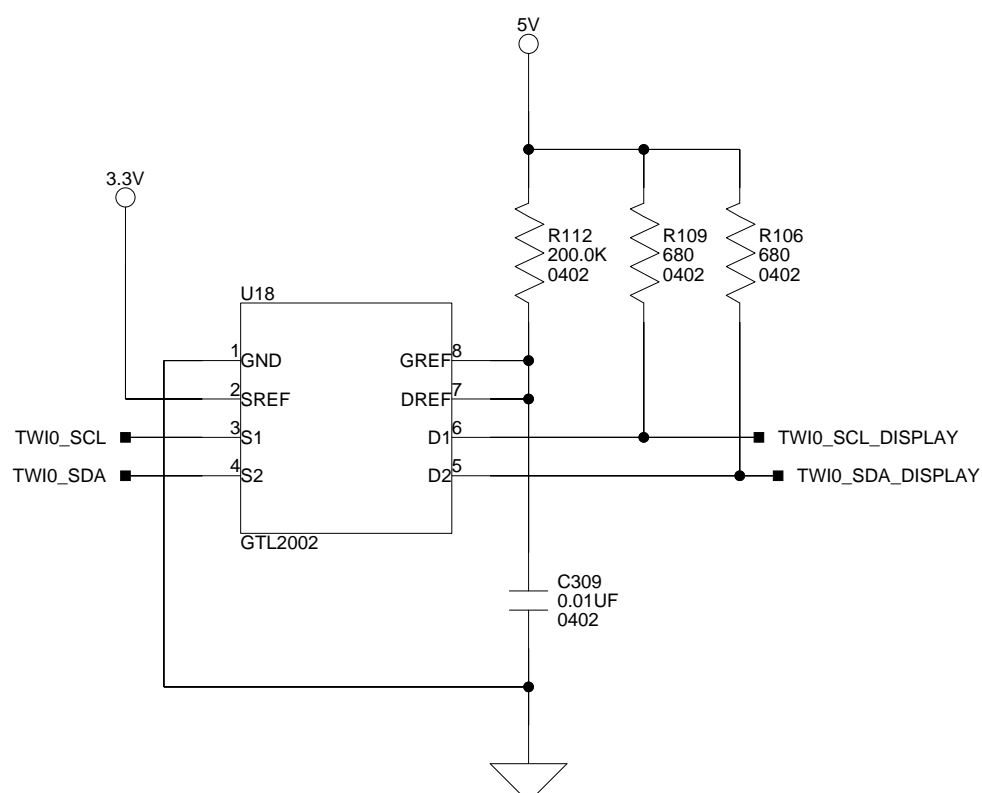 5V
3.3V
R112
200.0K
0402
R109
680
0402
R106
680
0402
U18
1
GND
GREF
8
2
SREF
DREF
7
TWI0_SCL
3
S1
D1
6
TWI0_SCL_DISPLAY
TWI0_SDA
4
S2
D2
5
TWI0_SDA_DISPLAY
GTL2002
C309
0.01UF
0402